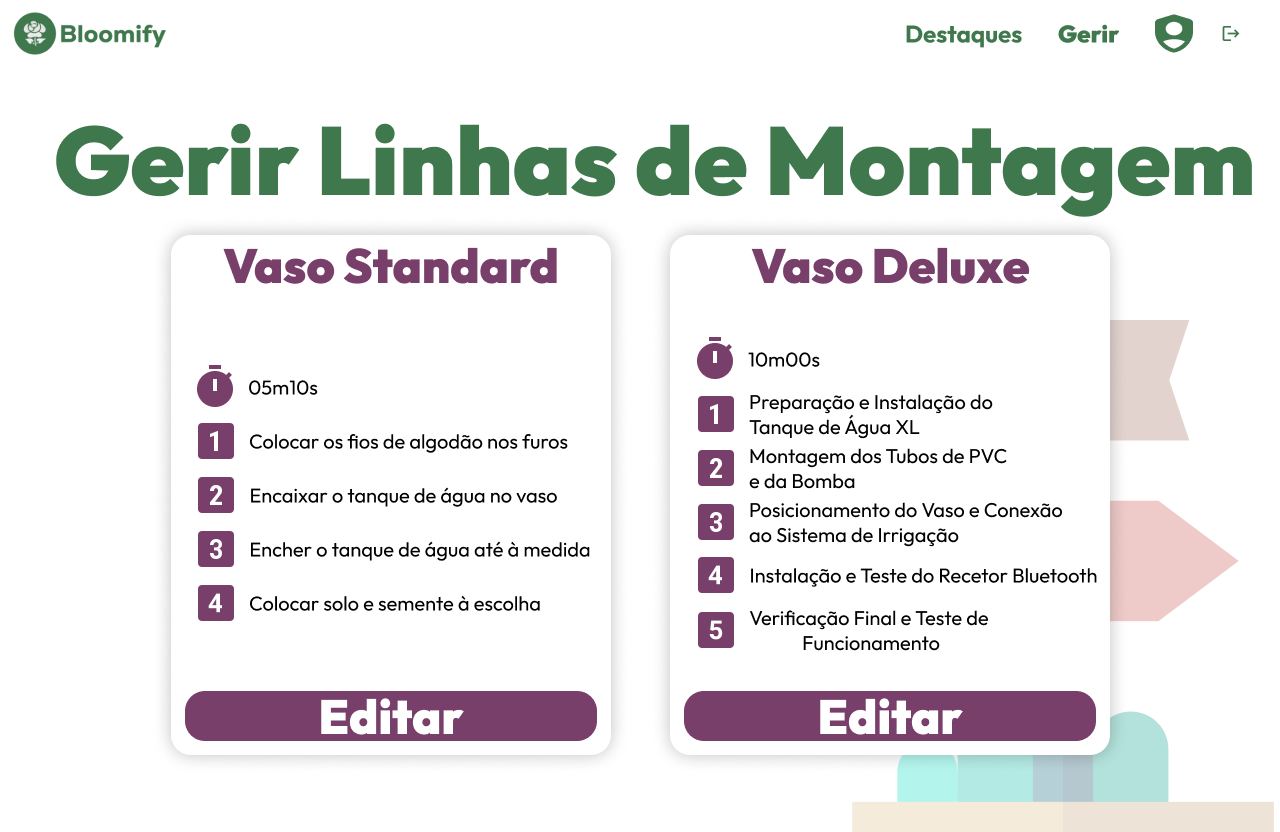 Bloomify
Destaques
Gerir
Gerir Linhas de Montagem
Vaso Standard
05m10s
1
Colocar os fios de algodão nos furos
2
Encaixar o tanque de água no vaso
3
Encher o tanque de água até à medida
4
Colocar solo e semente à escolha
Editar
Vaso Deluxe
10m00s
1
Preparação e Instalação do
Tanque de Água XL
2
Montagem dos Tubos de PVC
e da Bomba
3
Posicionamento do Vaso e Conexão
ao Sistema de Irrigação
4
Instalação e Teste do Recetor Bluetooth
5
Verificação Final e Teste de
Funcionamento
Editar